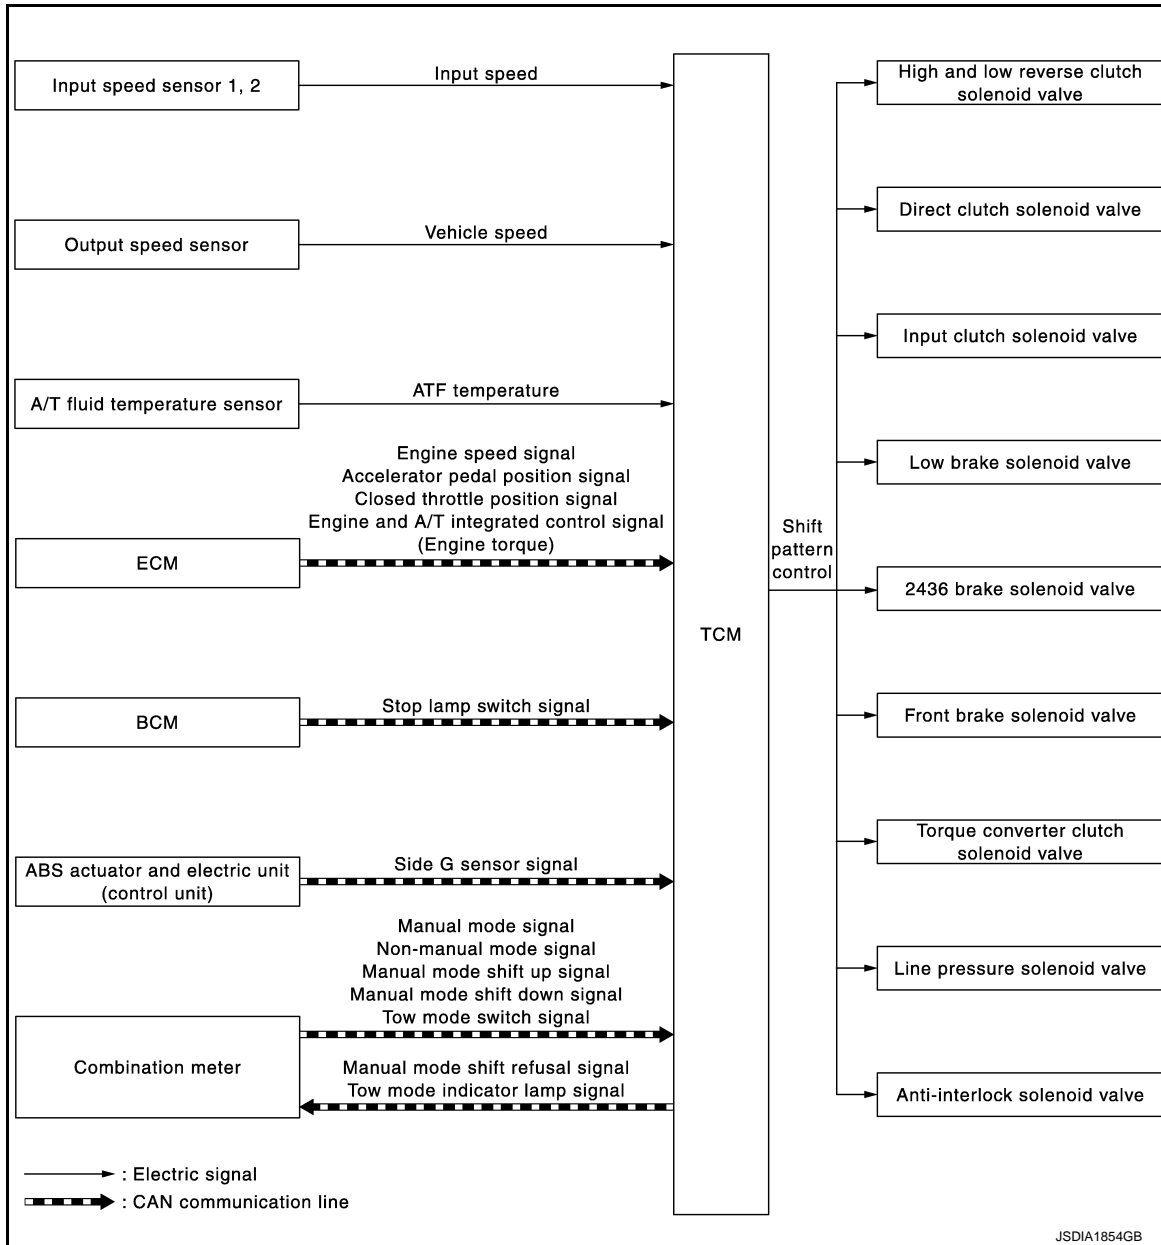 Input speed sensor 1, 2
Input speed
Output speed sensor
Vehicle speed
A/T fluid temperature sensor
ATF temperature
Engine speed signal
Accelerator pedal position signal
Closed throttle position signal
Engine and A/T integrated control signal
(Engine torque)
ECM
BCM
Stop lamp switch signal
ABS actuator and electric unit
(control unit)
Side G sensor signal
Manual mode signal
Non-manual mode signal
Manual mode shift up signal
Manual mode shift down signal
Tow mode switch signal
Combination meter
Manual mode shift refusal signal
Tow mode indicator lamp signal
TCM
Shift
pattern
control
High and low reverse clutch
solenoid valve
Direct clutch solenoid valve
Input clutch solenoid valve
Low brake solenoid valve
2436 brake solenoid valve
Front brake solenoid valve
Torque converter clutch
solenoid valve
Line pressure solenoid valve
Anti-interlock solenoid valve
: Electric signal
: CAN communication line
JSDIA1854GB